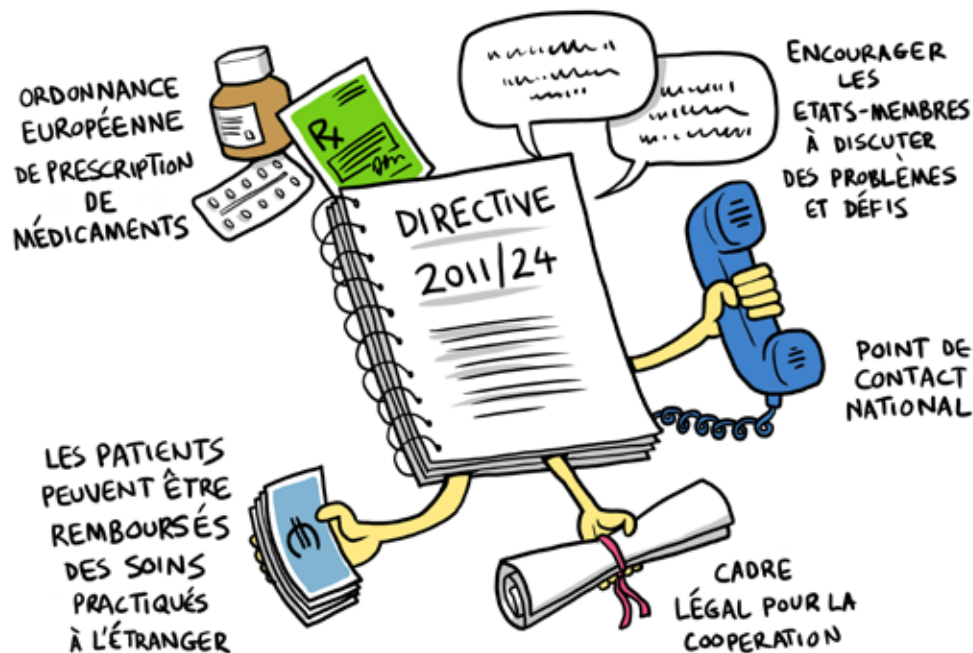 ORDONNANCE
EUROPÉENNE
DE PRESCRIPTION
DE
MÉDICAMENTS
Rx
DIRECTIVE
2011/24
ENCOURAGER
LES
ETATS-MEMBRES
À DISCUTER
DES PROBLÈMES
ET DÉFIS
POINT DE
CONTACT
NATIONAL
LES PATIENTS
PEUVENT ÊTRE
REMBOURSÉS
DES SOINS
PRACTIQUÉS
À L'ÉTRANGER
€
CADRE
LÉGAL POUR LA
COOPERATION